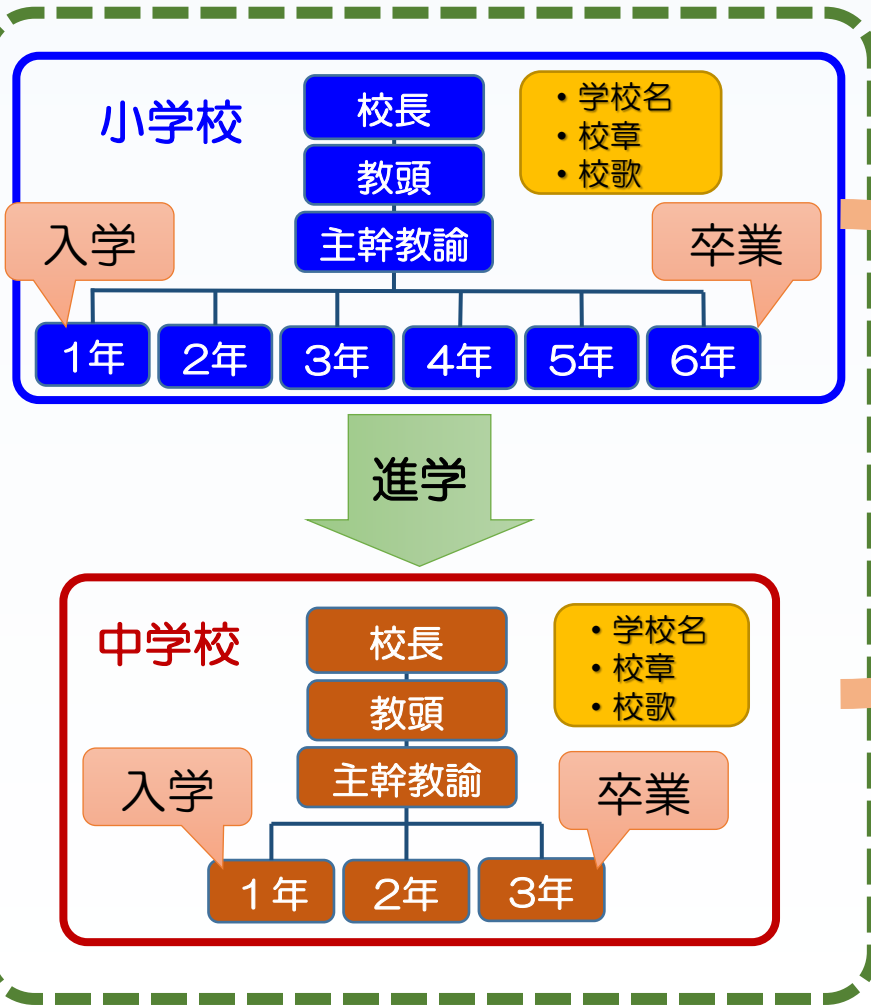 小学校
校長
・学校名
・校章
・校歌
教頭
主幹教諭
入学
卒業
1年
2年
3年
4年
5年
6年
進学
中学校
校長
・学校名
・校章
・校歌
教頭
主幹教諭
入学
卒業
1年
2年
3年